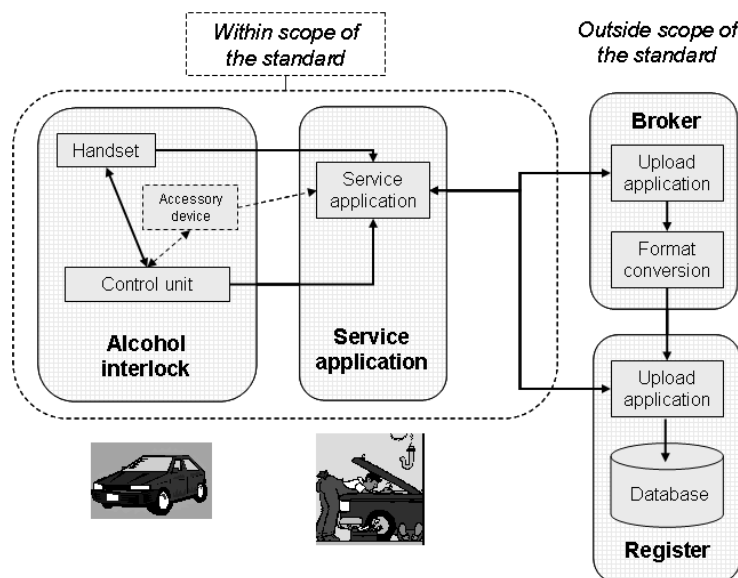 Within scope of
the standard
Outside scope of
the standard
Handset
Accessory
device
Control unit
Alcohol
interlock
Service
application
Service
application
Broker
Upload
application
Format
conversion
Upload
application
Database
Register